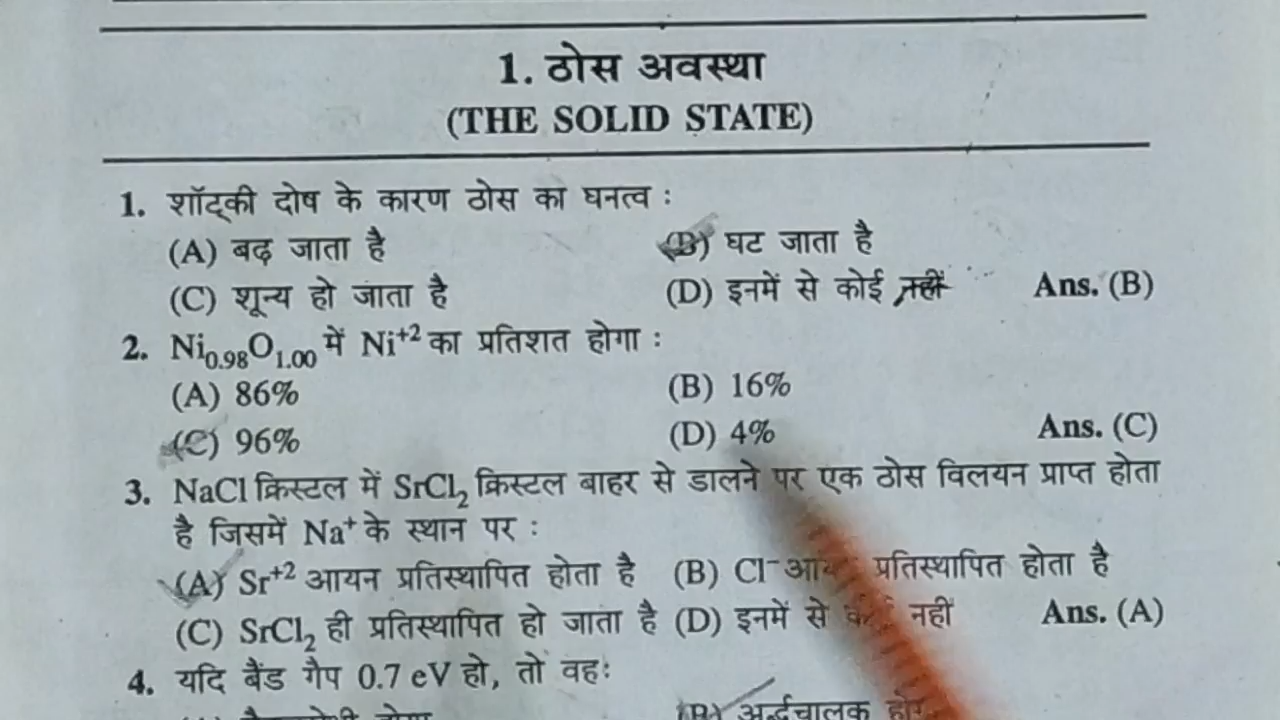 1. ठोस अवस्था
(THE SOLID STATE)
1. शॉट्की दोष के कारण ठोस का घनत्व :
(A) बढ़ जाता है (B) घट जाता है
(C) शून्य हो जाता है (D) इनमें से कोई नहीं Ans. (B)
2. Ni0.98O1.00 में Ni+2 का प्रतिशत होगा :
(A) 86% (B) 16%
(C) 96% (D) 4% Ans. (C)
3. NaCl क्रिस्टल में SrCl2 क्रिस्टल बाहर से डालने पर एक ठोस विलयन प्राप्त होता
है जिसमें Na+ के स्थान पर :
(A) Sr+2 आयन प्रतिस्थापित होता है (B) Cl- प्रतिस्थापित होता है
(C) SrCl2 ही प्रतिस्थापित हो जाता है (D) इनमें से नहीं Ans. (A)
4. यदि बैंड गैप 0.7 eV हो, तो वहः
(B) अर्द्धचालक